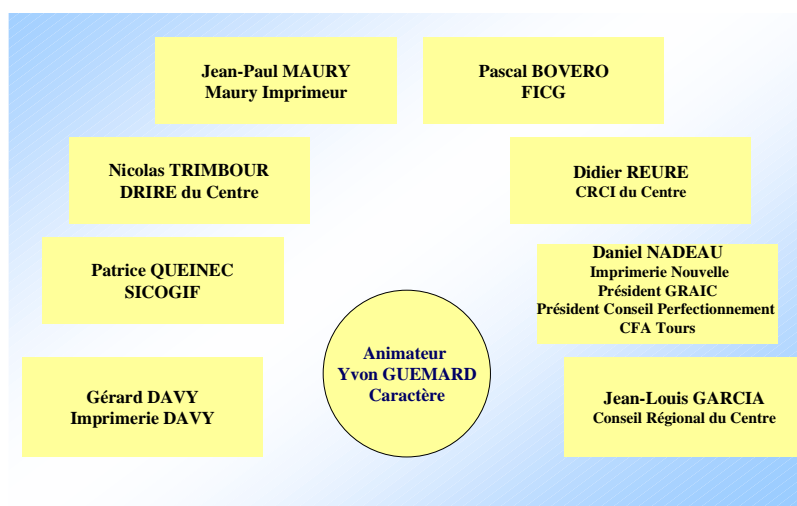 Jean-Paul MAURY
Maury Imprimeur
Pascal BOVERO
FICG
Nicolas TRIMBOUR
DRIRE du Centre
Didier REURE
CRCI du Centre
Patrice QUEINEC
SICOGIF
Daniel NADEAU
Imprimerie Nouvelle
Président GRAIC
Président Conseil Perfectionnement
CFA Tours
Animateur
Yvon GUEMARD
Caractère
Gérard DAVY
Imprimerie DAVY
Jean-Louis GARCIA
Conseil Régional du Centre